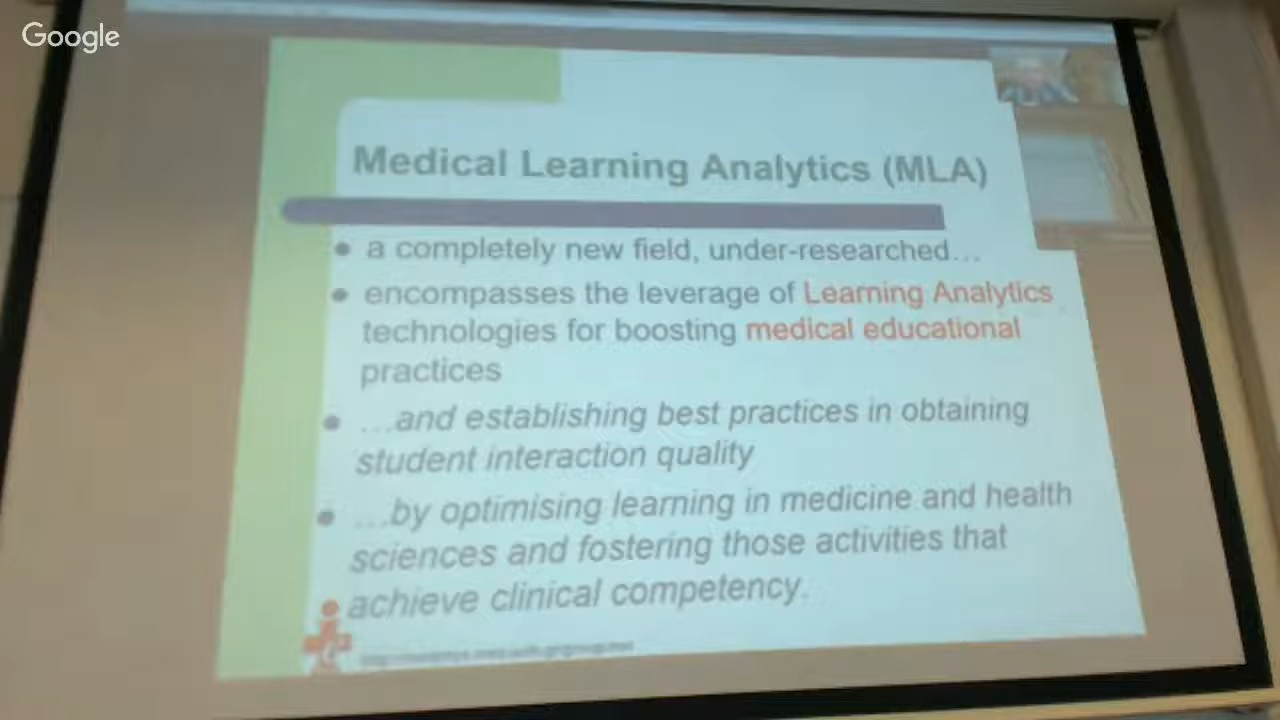 Google
Medical Learning Analytics (MLA)
a completely new field, under-researched...
encompasses the leverage of Learning Analytics
technologies for boosting medical educational
practices
...and establishing best practices in obtaining
student interaction quality
...by optimising learning in medicine and health
sciences and fostering those activities that
achieve clinical competency.